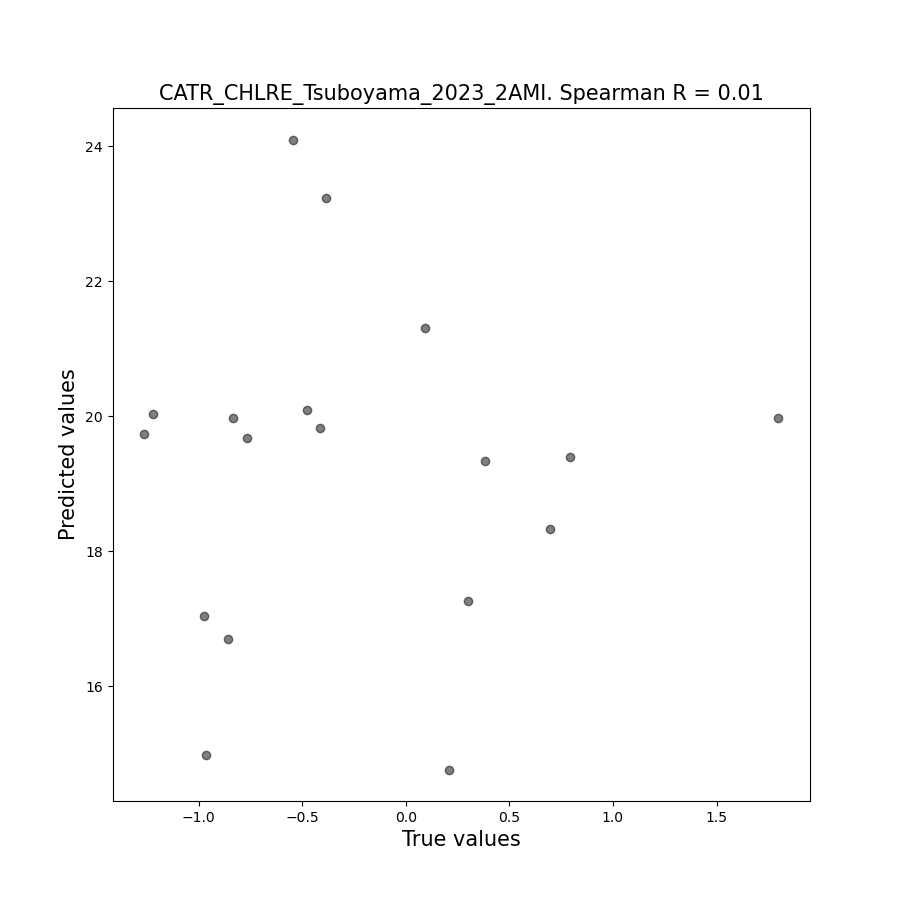 CATR_CHLRE_Tsuboyama_2023_2AMI. Spearman R = 0.01
24
22
20
18
16
Predicted values
−1.0 −0.5 0.0 0.5 1.0 1.5
True values